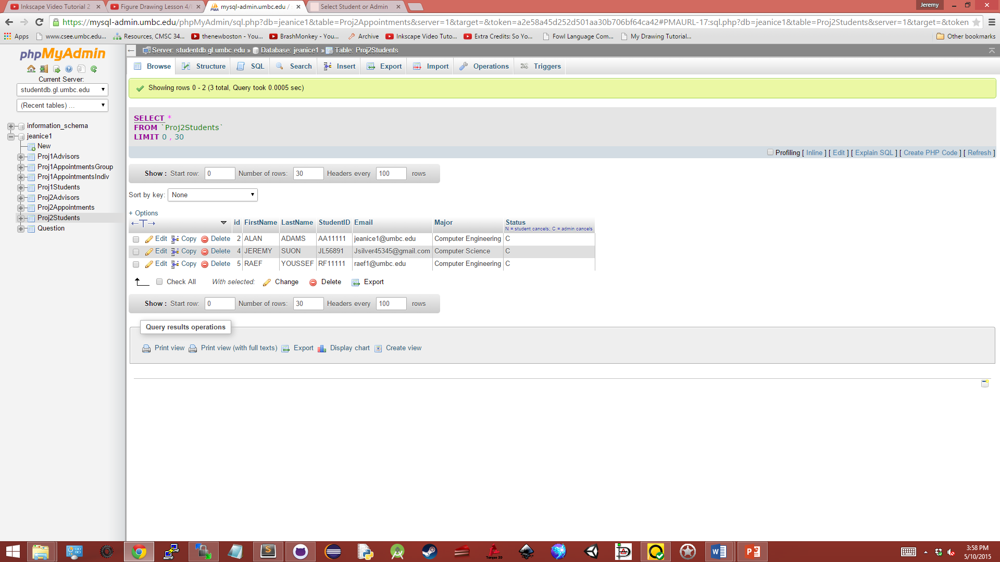 Inkscape Video Tutorial 2
Figure Drawing Lesson 4/
mysql-admin.umbc.edu /
Select Student or Admin
Jeremy
https://mysql-admin.umbc.edu/phpMyAdmin/sql.php?db=jeanice1&table=Proj2Appointments&server=1&target=&token=a2e58a45d252d501aa30b706bf64ca42#PMAURL-17:sql.php?db=jeanice1&table=Proj2Students&server=1&target=&token
Apps
www.csee.umbc.edu...
Resources, CMSC 34...
thenewboston - You...
BrashMonkey - You...
Archive
Inkscape Video Tuto...
Extra Credits: So Yo...
Fowl Language Com...
My Drawing Tutorial...
Other bookmarks
phpMyAdmin
Current Server:
studentdb.gl.umbc.edu
(Recent tables) ...
information_schema
jeanice1
New
Proj1Advisors
Proj1AppointmentsGroup
Proj1AppointmentsIndiv
Proj1Students
Proj2Advisors
Proj2Appointments
Proj2Students
Question
Server: studentdb.gl.umbc.edu » Database: jeanice1 » Table: Proj2Students
Browse Structure SQL Search Insert Export Import Operations Triggers
Showing rows 0 - 2 (3 total, Query took 0.0005 sec)
SELECT *
FROM `Proj2Students`
LIMIT 0 , 30
Profiling [ Inline ] [ Edit ] [ Explain SQL ] [ Create PHP Code ] [ Refresh ]
Show : Start row: 0 Number of rows: 30 Headers every 100 rows
Sort by key: None
+ Options
id FirstName LastName StudentID Email Major Status
N = student cancels; C = admin cancels
Edit Copy Delete 2 ALAN ADAMS AA11111 jeanice1@umbc.edu Computer Engineering C
Edit Copy Delete 4 JEREMY SUON JL56891 Jsilver45345@gmail.com Computer Science C
Edit Copy Delete 5 RAEF YOUSSEF RF11111 raef1@umbc.edu Computer Engineering C
Check All With selected: Change Delete Export
Show : Start row: 0 Number of rows: 30 Headers every 100 rows
Query results operations
Print view Print view (with full texts) Export Display chart Create view
3:58 PM
5/10/2015